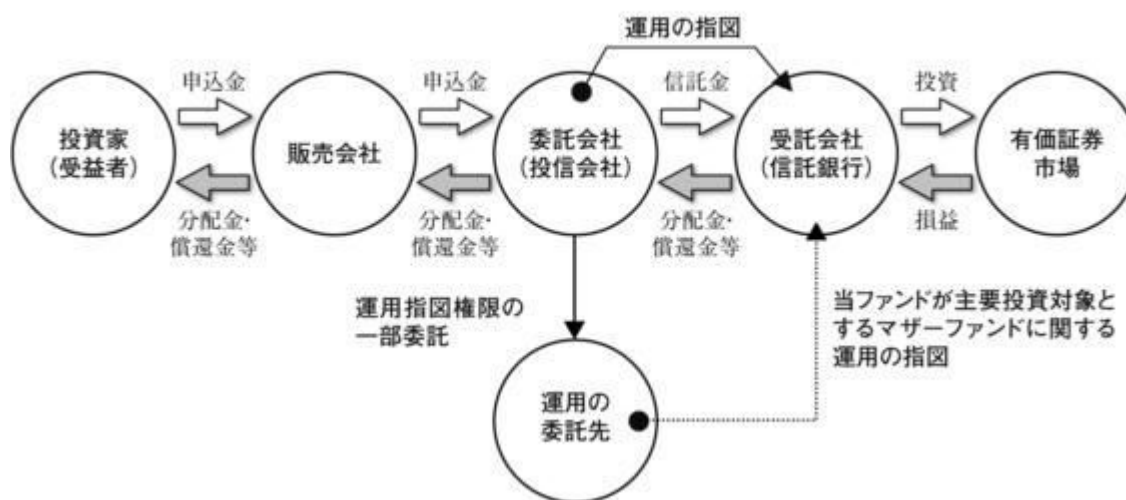 運用の指図
申込金
申込金
信託金
投資
投資家
(受益者)
販売会社
委託会社
(投信会社)
受託会社
(信託銀行)
有価証券
市場
分配金・
償還金等
分配金・
償還金等
分配金・
償還金等
損益
運用指図権限の
一部委託
当ファンドが主要投資対象と
するマザーファンドに関する
運用の指図
運用の
委託先